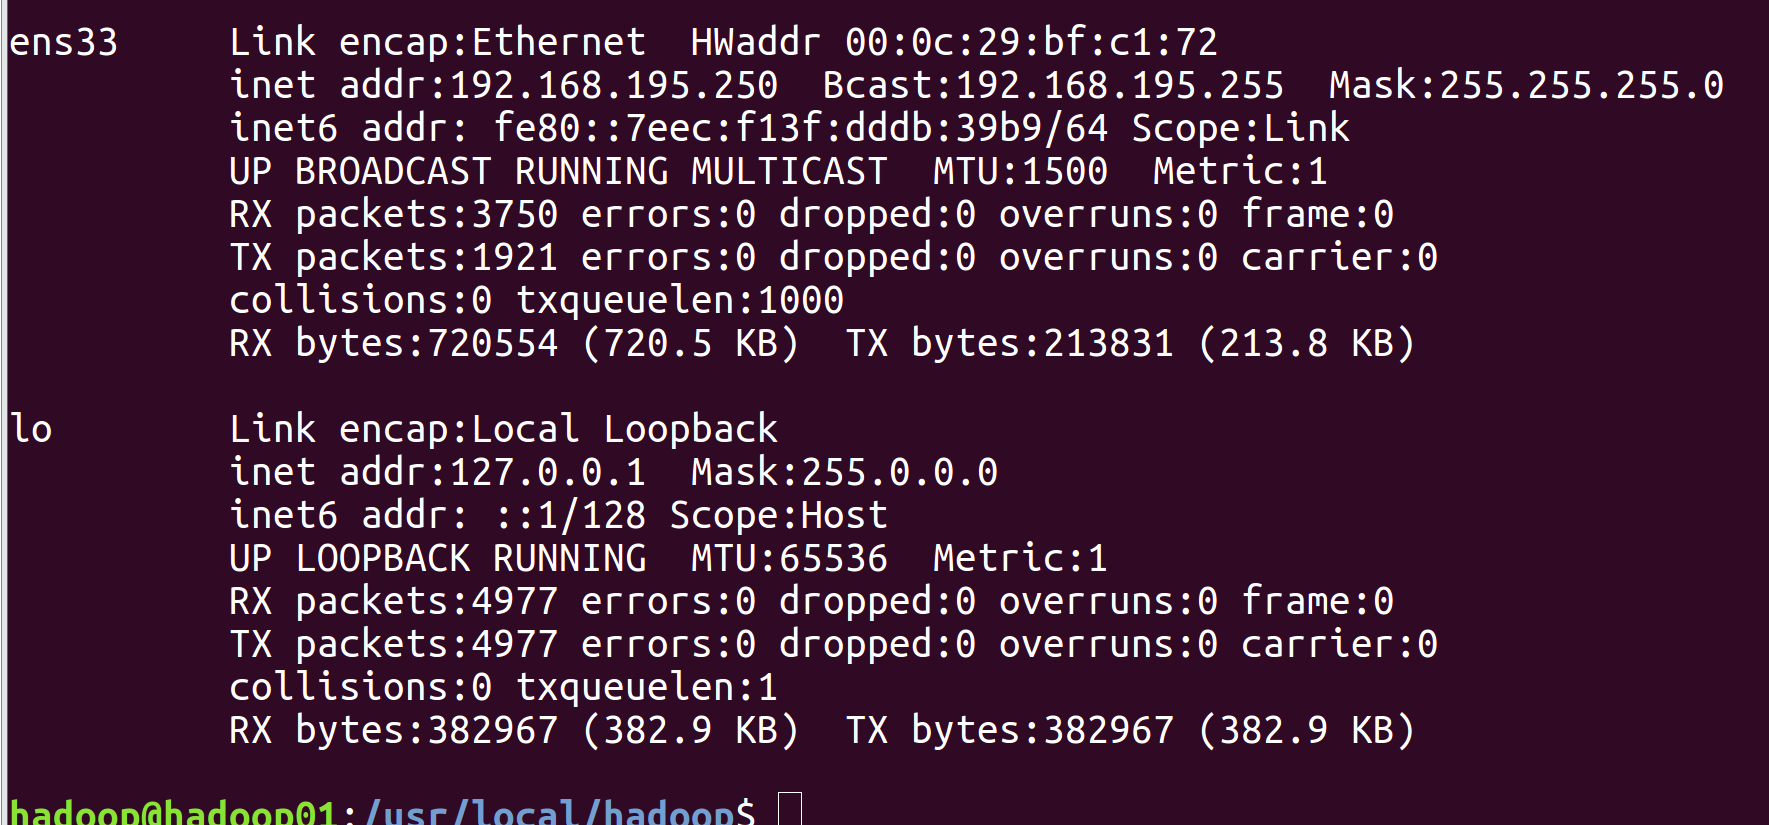 ens33     Link encap:Ethernet  HWaddr 00:0c:29:bf:c1:72
          inet addr:192.168.195.250  Bcast:192.168.195.255  Mask:255.255.255.0
          inet6 addr: fe80::7eec:f13f:dddb:39b9/64 Scope:Link
          UP BROADCAST RUNNING MULTICAST  MTU:1500  Metric:1
          RX packets:3750 errors:0 dropped:0 overruns:0 frame:0
          TX packets:1921 errors:0 dropped:0 overruns:0 carrier:0
          collisions:0 txqueuelen:1000
          RX bytes:720554 (720.5 KB)  TX bytes:213831 (213.8 KB)

lo        Link encap:Local Loopback
          inet addr:127.0.0.1  Mask:255.0.0.0
          inet6 addr: ::1/128 Scope:Host
          UP LOOPBACK RUNNING  MTU:65536  Metric:1
          RX packets:4977 errors:0 dropped:0 overruns:0 frame:0
          TX packets:4977 errors:0 dropped:0 overruns:0 carrier:0
          collisions:0 txqueuelen:1
          RX bytes:382967 (382.9 KB)  TX bytes:382967 (382.9 KB)

hadoop@hadoop01:/usr/local/hadoop$